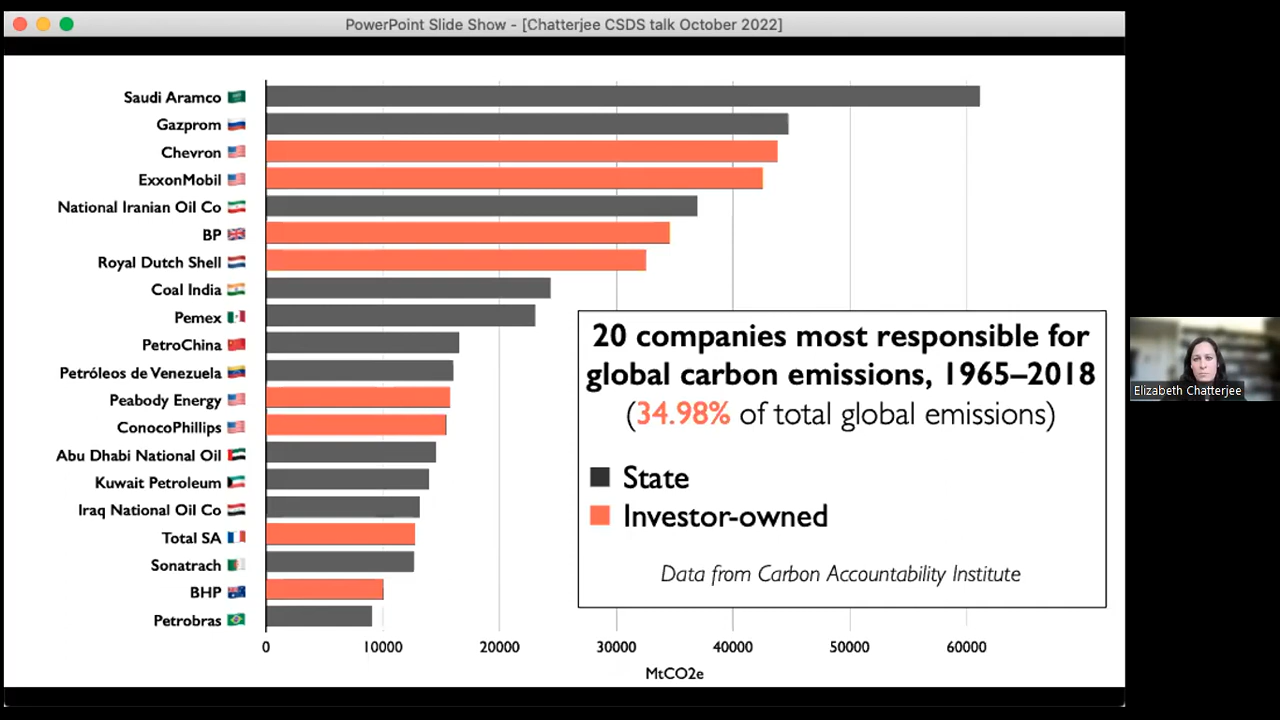 PowerPoint Slide Show - [Chatterjee CSDS talk October 2022]
Saudi Aramco
Gazprom
Chevron
ExxonMobil
National Iranian Oil Co
BP
Royal Dutch Shell
Coal India
Pemex
PetroChina
Petróleos de Venezuela
Peabody Energy
ConocoPhillips
Abu Dhabi National Oil
Kuwait Petroleum
Iraq National Oil Co
Total SA
Sonatrach
BHP
Petrobras
0 10000 20000 30000 40000 50000 60000
MtCO2e
20 companies most responsible for
global carbon emissions, 1965–2018
(34.98% of total global emissions)
State
Investor-owned
Data from Carbon Accountability Institute
Elizabeth Chatterjee